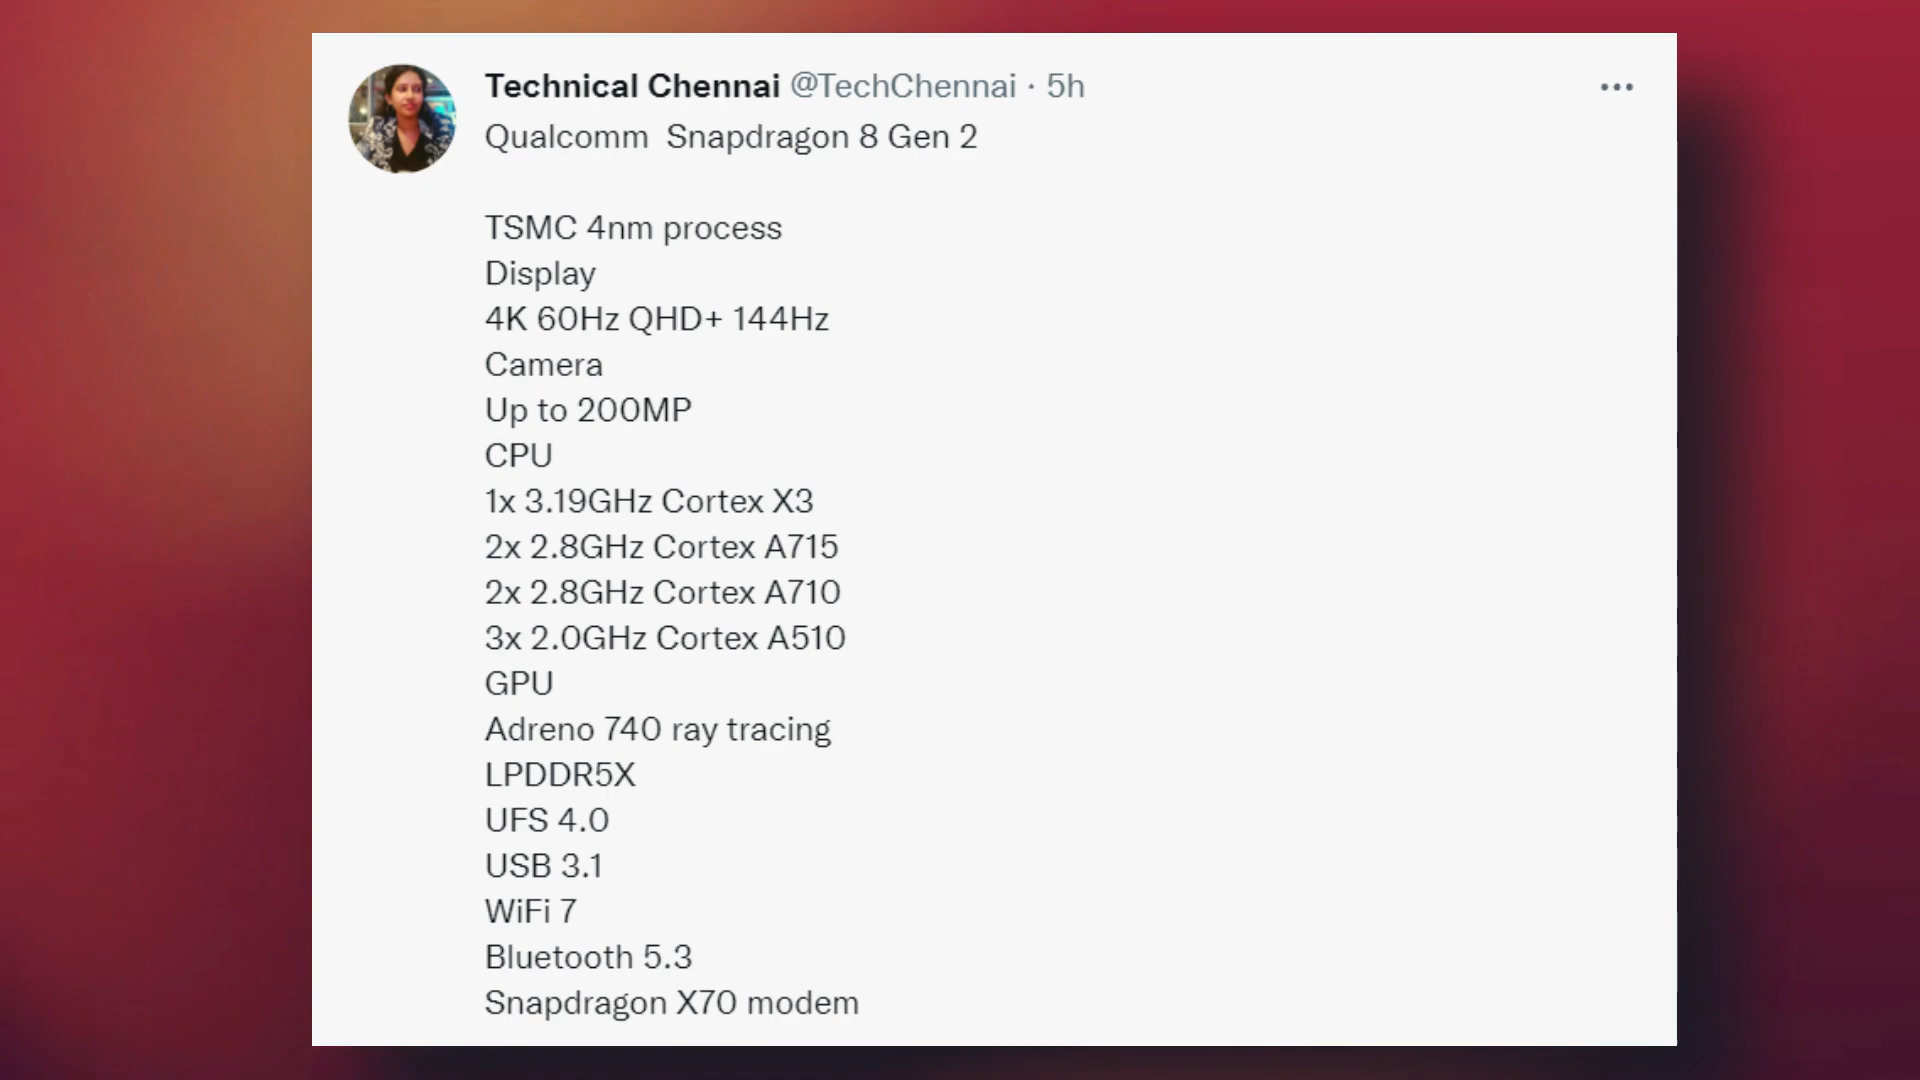 Technical Chennai @TechChennai · 5h
Qualcomm Snapdragon 8 Gen 2
TSMC 4nm process
Display
4K 60Hz QHD+ 144Hz
Camera
Up to 200MP
CPU
1x 3.19GHz Cortex X3
2x 2.8GHz Cortex A715
2x 2.8GHz Cortex A710
3x 2.0GHz Cortex A510
GPU
Adreno 740 ray tracing
LPDDR5X
UFS 4.0
USB 3.1
WiFi 7
Bluetooth 5.3
Snapdragon X70 modem